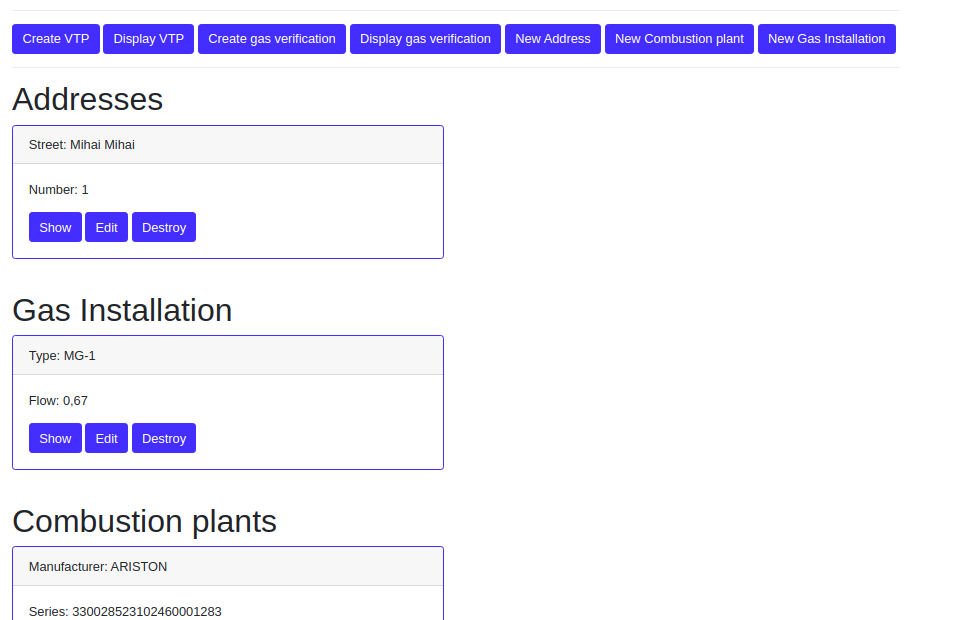 Create VTP Display VTP Create gas verification Display gas verification New Address New Combustion plant New Gas Installation
Addresses
Street: Mihai Mihai
Number: 1
Show Edit Destroy
Gas Installation
Type: MG-1
Flow: 0,67
Show Edit Destroy
Combustion plants
Manufacturer: ARISTON
Series: 330028523102460001283